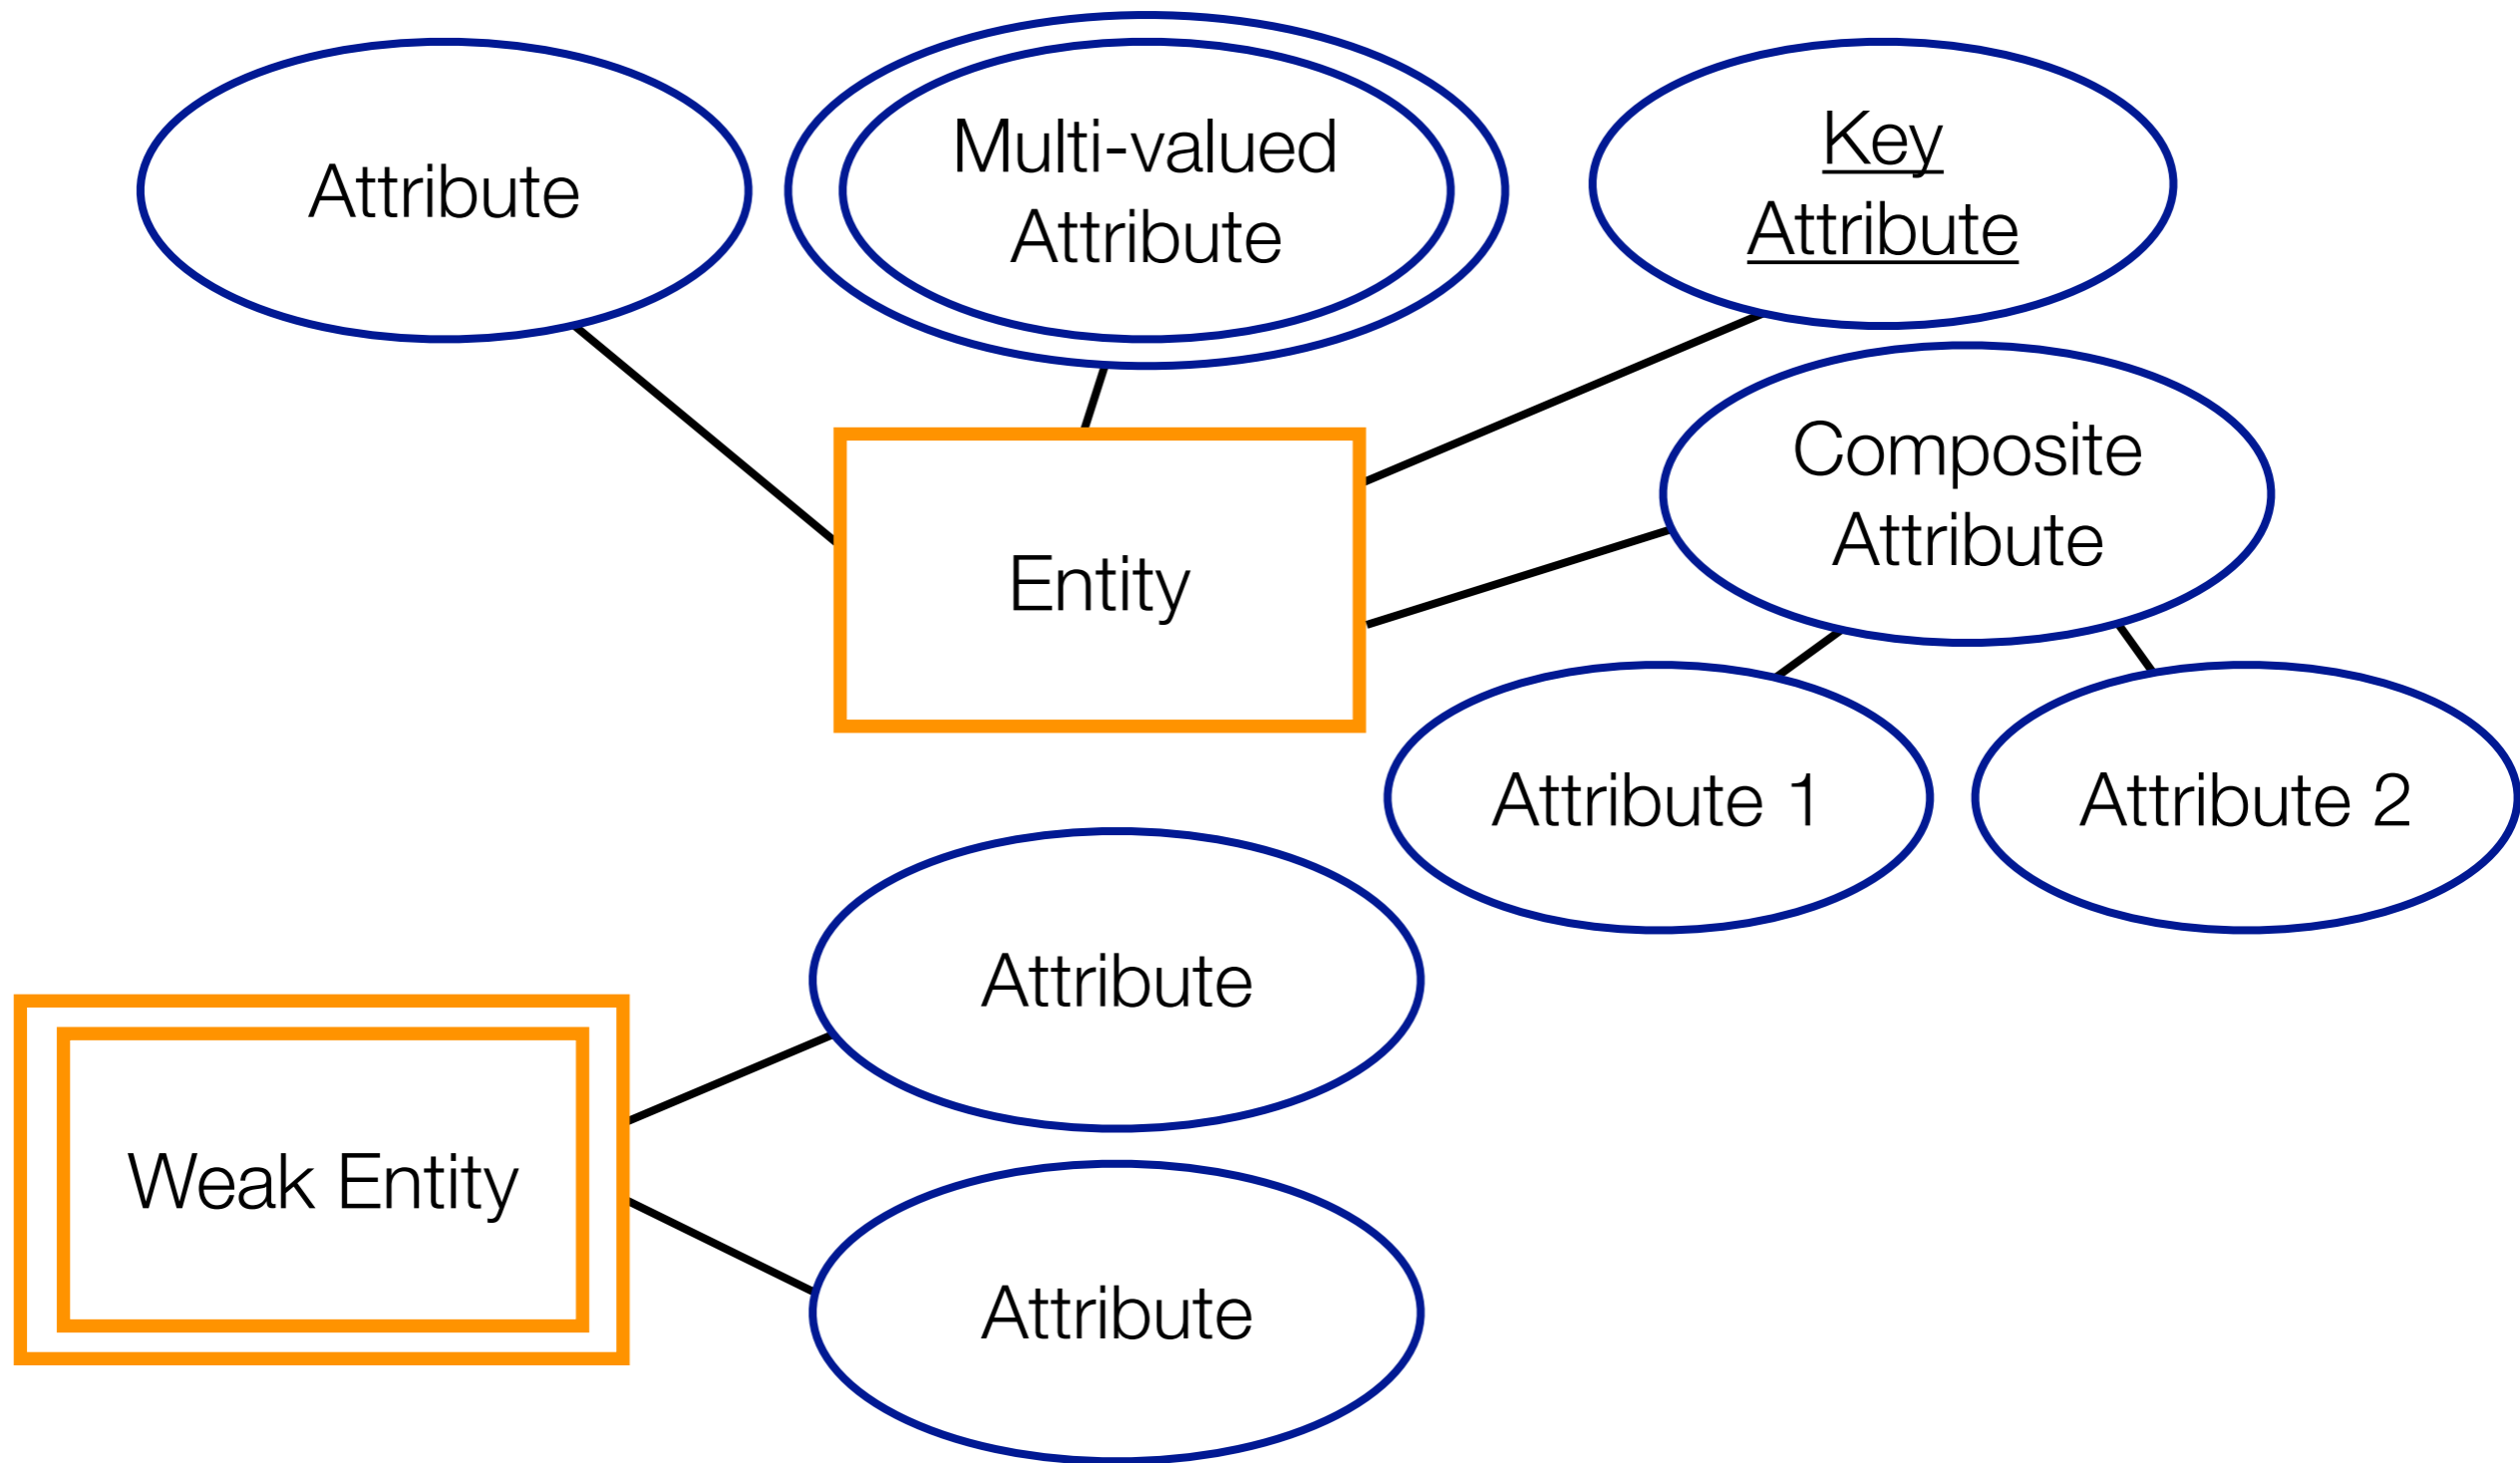 Attribute
Multi-valued
Attribute
Key
Attribute
Composite
Attribute
Entity
Attribute 1
Attribute 2
Attribute
Weak Entity
Attribute